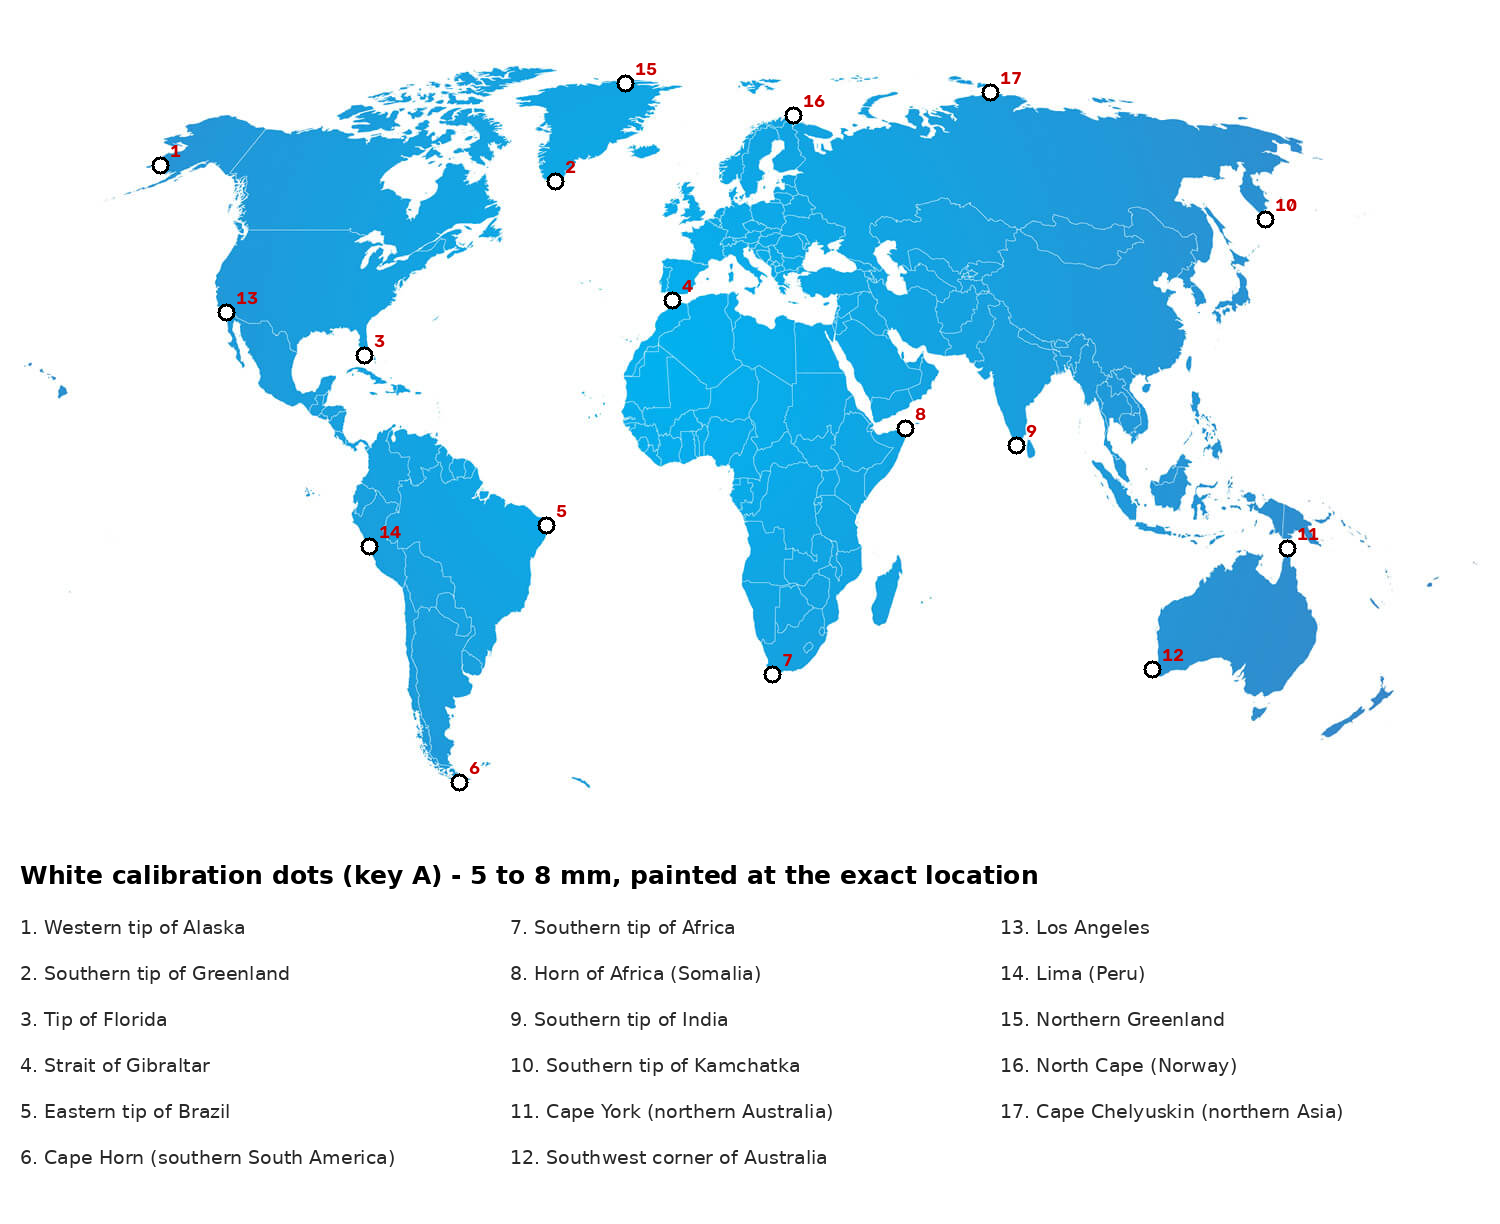 15
17
16
1
2
10
13
4
3
8
9
5
14
11
12
7
6
White calibration dots (key A) - 5 to 8 mm, painted at the exact location
1. Western tip of Alaska
2. Southern tip of Greenland
3. Tip of Florida
4. Strait of Gibraltar
5. Eastern tip of Brazil
6. Cape Horn (southern South America)
7. Southern tip of Africa
8. Horn of Africa (Somalia)
9. Southern tip of India
10. Southern tip of Kamchatka
11. Cape York (northern Australia)
12. Southwest corner of Australia
13. Los Angeles
14. Lima (Peru)
15. Northern Greenland
16. North Cape (Norway)
17. Cape Chelyuskin (northern Asia)